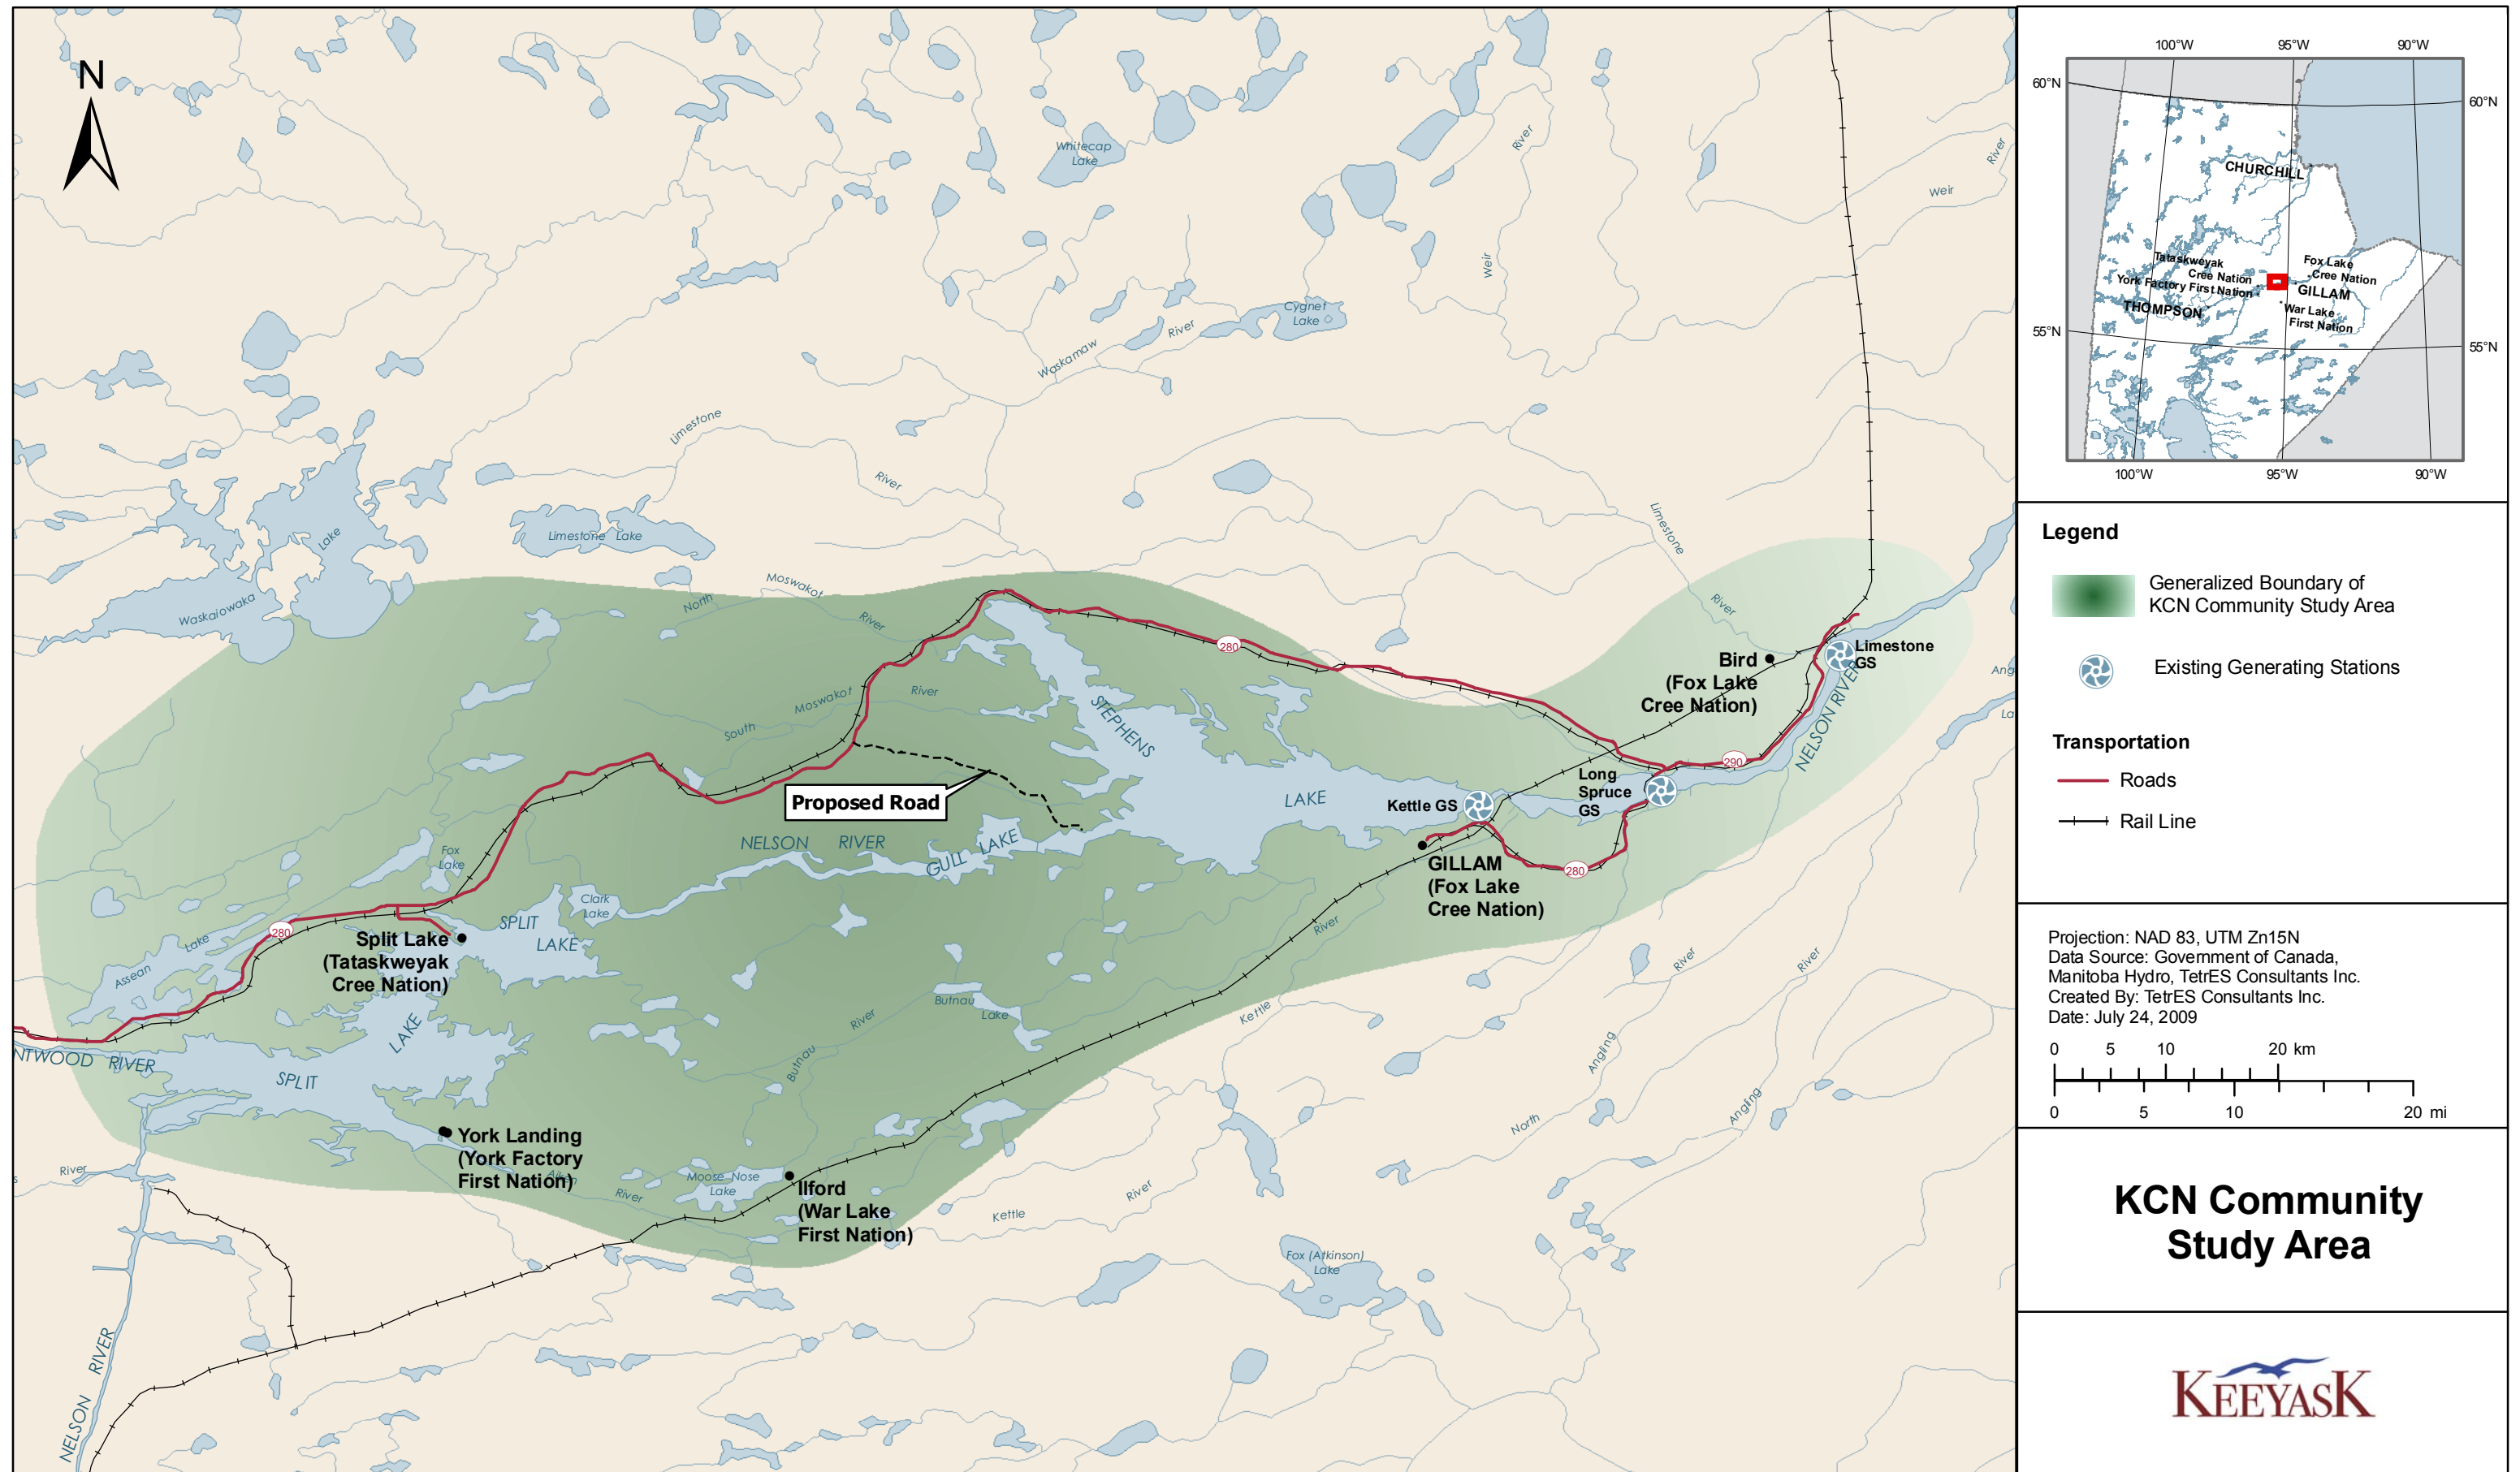 N
Whitecap
Lake
River
River
Weir
Weir
Cygnet
Lake
River
Waskamaw
Limestone
River
Lake
Limestone Lake
Limestone
Waskaiowaka
North
Moswakot
River
River
280
Bird
(Fox Lake
Cree Nation)
Limestone
GS
NELSON RIVER
Ang
La
South
Moswakot
River
STEPHENS
LAKE
290
Long
Spruce
GS
Kettle GS
Proposed Road
NELSON RIVER
GULL LAKE
280
GILLAM
(Fox Lake
Cree Nation)
Fox
Lake
Clark
Lake
280
SPLIT
LAKE
Split Lake
(Tataskweyak
Cree Nation)
Assean
Lake
River
River
River
Butnau
Lake
River
Kettle
LAKE
NTWOOD RIVER
SPLIT
Butnau
Angling
Angling
North
York Landing
(York Factory
First Nation)
Aiken
River
River
s
Moose Nose
Lake
Ilford
(War Lake
First Nation)
Kettle
River
Fox (Atkinson)
Lake
NELSON RIVER
100°W 95°W 90°W
60°N
60°N
CHURCHILL
Tataskweyak
Cree Nation
York Factory First Nation
Fox Lake
Cree Nation
GILLAM
THOMPSON
War Lake
First Nation
55°N
55°N
100°W 95°W 90°W
Legend
Generalized Boundary of
KCN Community Study Area
Existing Generating Stations
Transportation
Roads
Rail Line
Projection: NAD 83, UTM Zn15N
Data Source: Government of Canada,
Manitoba Hydro, TetrES Consultants Inc.
Created By: TetrES Consultants Inc.
Date: July 24, 2009
0 5 10 20 km
0 5 10 20 mi
KCN Community
Study Area
KEEYASK